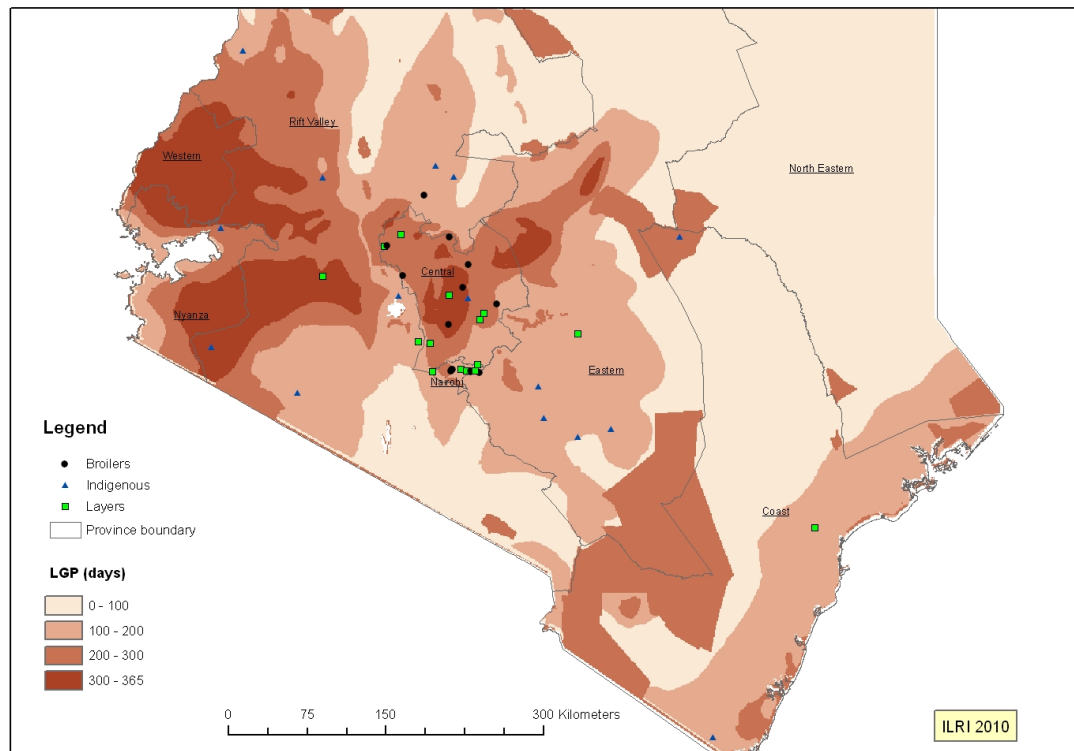 Rift Valley
Western
North Eastern
Central
Nyanza
Nairobi
Eastern
Coast
Legend
Broilers
Indigenous
Layers
Province boundary
LGP (days)
0 - 100
100 - 200
200 - 300
300 - 365
0 75 150 300 Kilometers
ILRI 2010